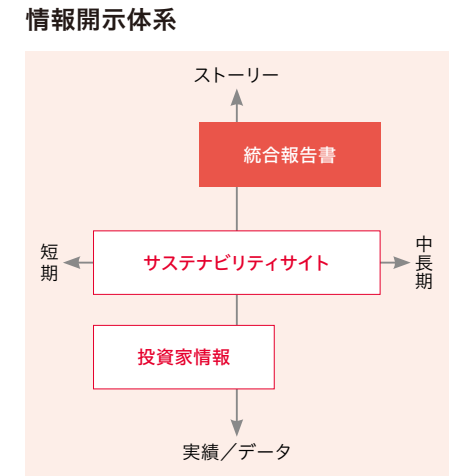 情報開示体系
ストーリー
統合報告書
短期
サステナビリティサイト
中長期
投資家情報
実績／データ